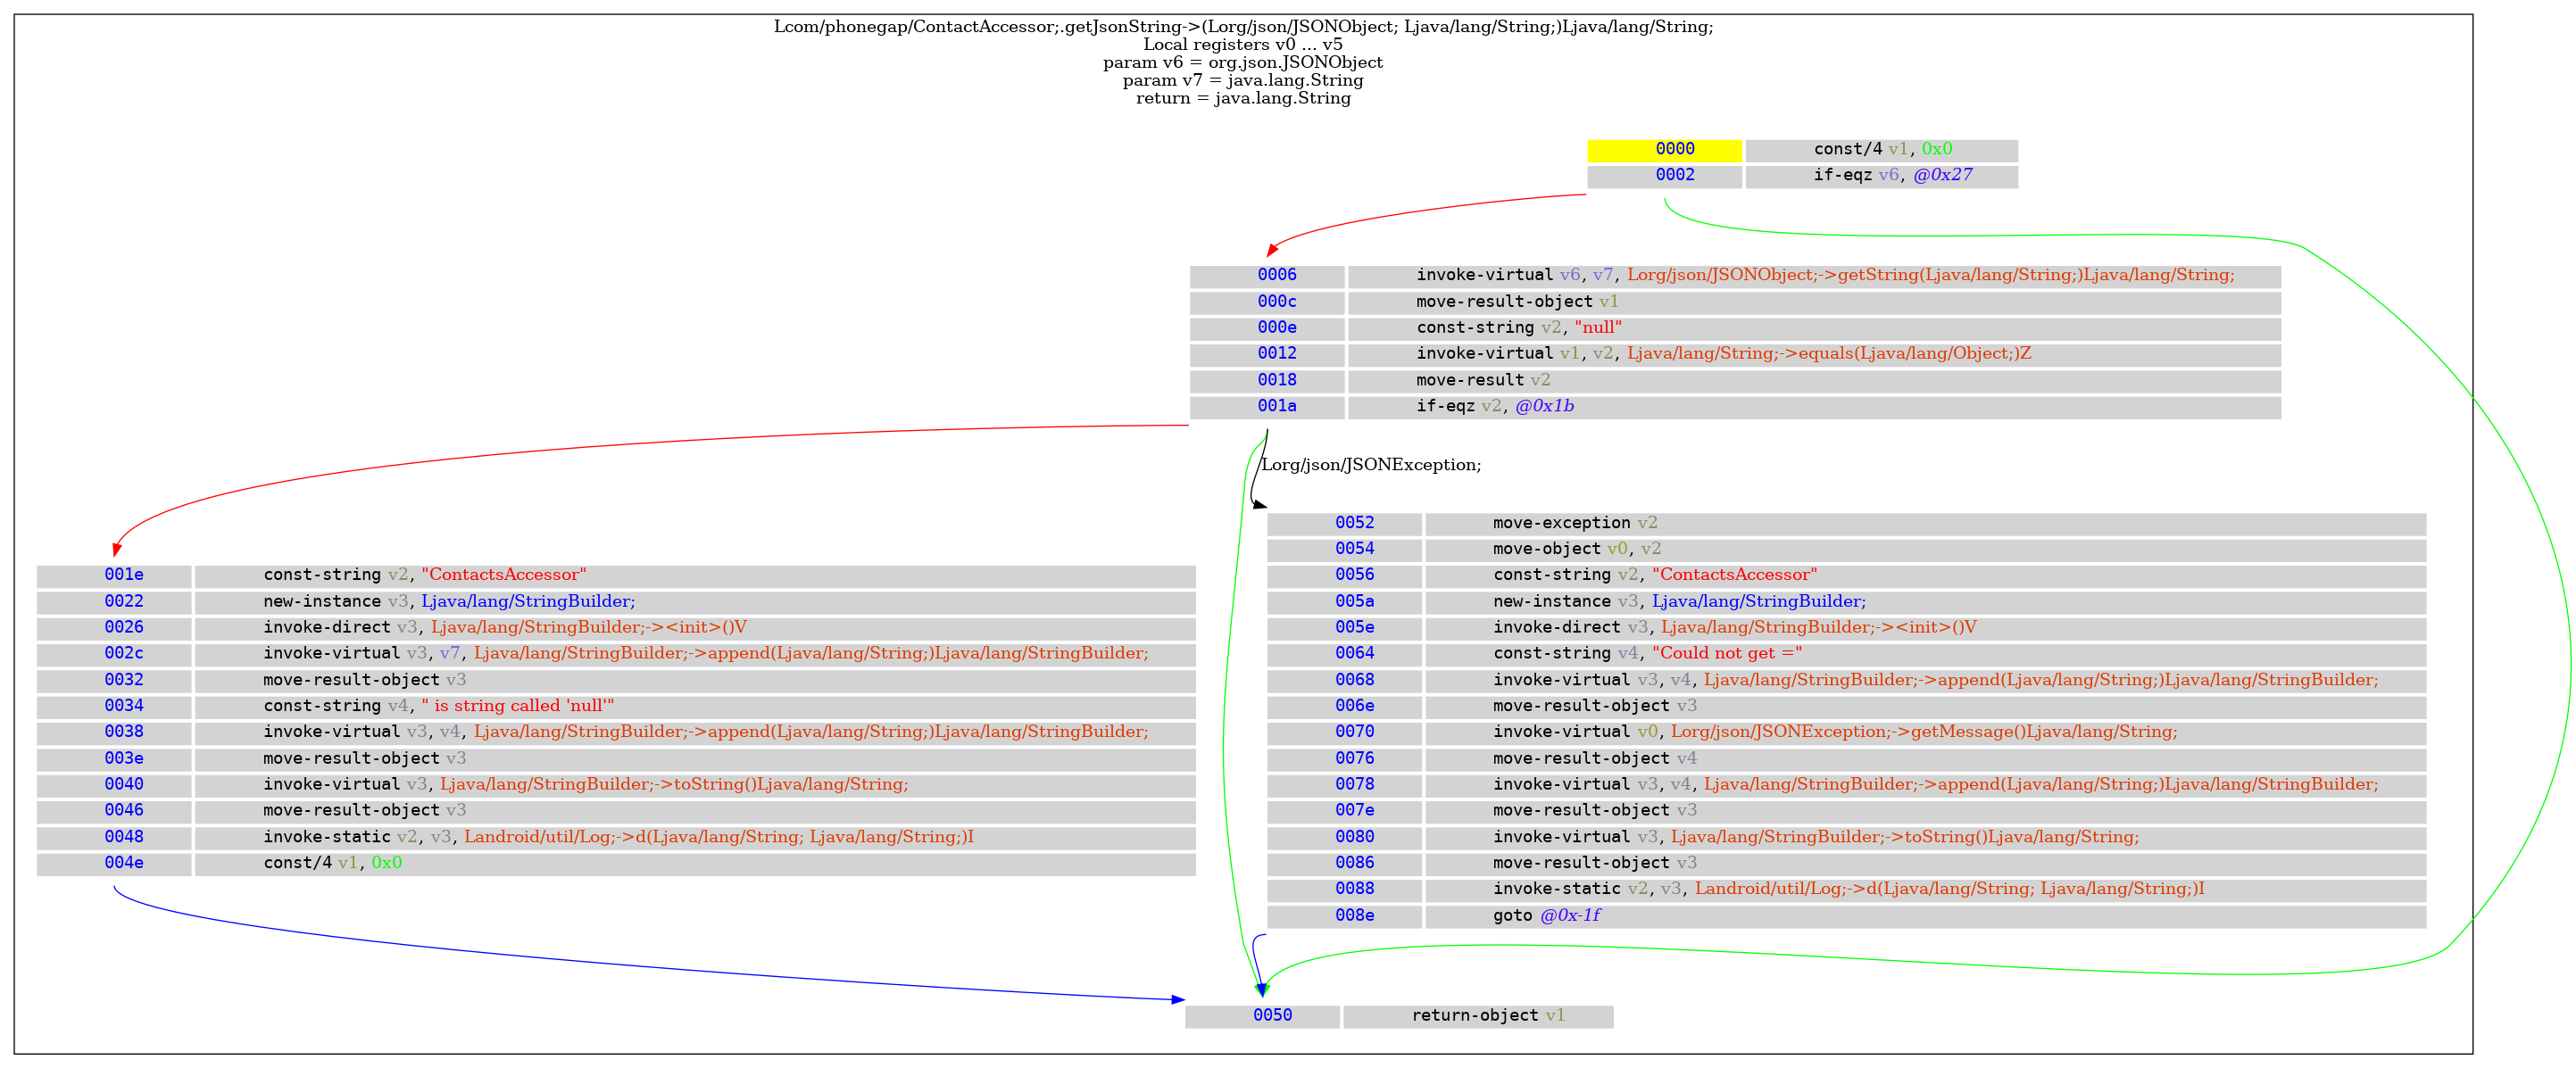 Lcom/phonegap/ContactAccessor;.getJsonString->(Lorg/json/JSONObject; Ljava/lang/String;)Ljava/lang/String;
Local registers v0 ... v5
param v6 = org.json.JSONObject
param v7 = java.lang.String
return = java.lang.String
0000 const/4 v1, 0x0
0002 if-eqz v6, @0x27
0006 invoke-virtual v6, v7, Lorg/json/JSONObject;->getString(Ljava/lang/String;)Ljava/lang/String;
000c move-result-object v1
000e const-string v2, "null"
0012 invoke-virtual v1, v2, Ljava/lang/String;->equals(Ljava/lang/Object;)Z
0018 move-result v2
001a if-eqz v2, @0x1b
Lorg/json/JSONException;
001e const-string v2, "ContactsAccessor"
0022 new-instance v3, Ljava/lang/StringBuilder;
0026 invoke-direct v3, Ljava/lang/StringBuilder;-><init>()V
002c invoke-virtual v3, v7, Ljava/lang/StringBuilder;->append(Ljava/lang/String;)Ljava/lang/StringBuilder;
0032 move-result-object v3
0034 const-string v4, " is string called 'null'"
0038 invoke-virtual v3, v4, Ljava/lang/StringBuilder;->append(Ljava/lang/String;)Ljava/lang/StringBuilder;
003e move-result-object v3
0040 invoke-virtual v3, Ljava/lang/StringBuilder;->toString()Ljava/lang/String;
0046 move-result-object v3
0048 invoke-static v2, v3, Landroid/util/Log;->d(Ljava/lang/String; Ljava/lang/String;)I
004e const/4 v1, 0x0
0052 move-exception v2
0054 move-object v0, v2
0056 const-string v2, "ContactsAccessor"
005a new-instance v3, Ljava/lang/StringBuilder;
005e invoke-direct v3, Ljava/lang/StringBuilder;-><init>()V
0064 const-string v4, "Could not get ="
0068 invoke-virtual v3, v4, Ljava/lang/StringBuilder;->append(Ljava/lang/String;)Ljava/lang/StringBuilder;
006e move-result-object v3
0070 invoke-virtual v0, Lorg/json/JSONException;->getMessage()Ljava/lang/String;
0076 move-result-object v4
0078 invoke-virtual v3, v4, Ljava/lang/StringBuilder;->append(Ljava/lang/String;)Ljava/lang/StringBuilder;
007e move-result-object v3
0080 invoke-virtual v3, Ljava/lang/StringBuilder;->toString()Ljava/lang/String;
0086 move-result-object v3
0088 invoke-static v2, v3, Landroid/util/Log;->d(Ljava/lang/String; Ljava/lang/String;)I
008e goto @0x-1f
0050 return-object v1